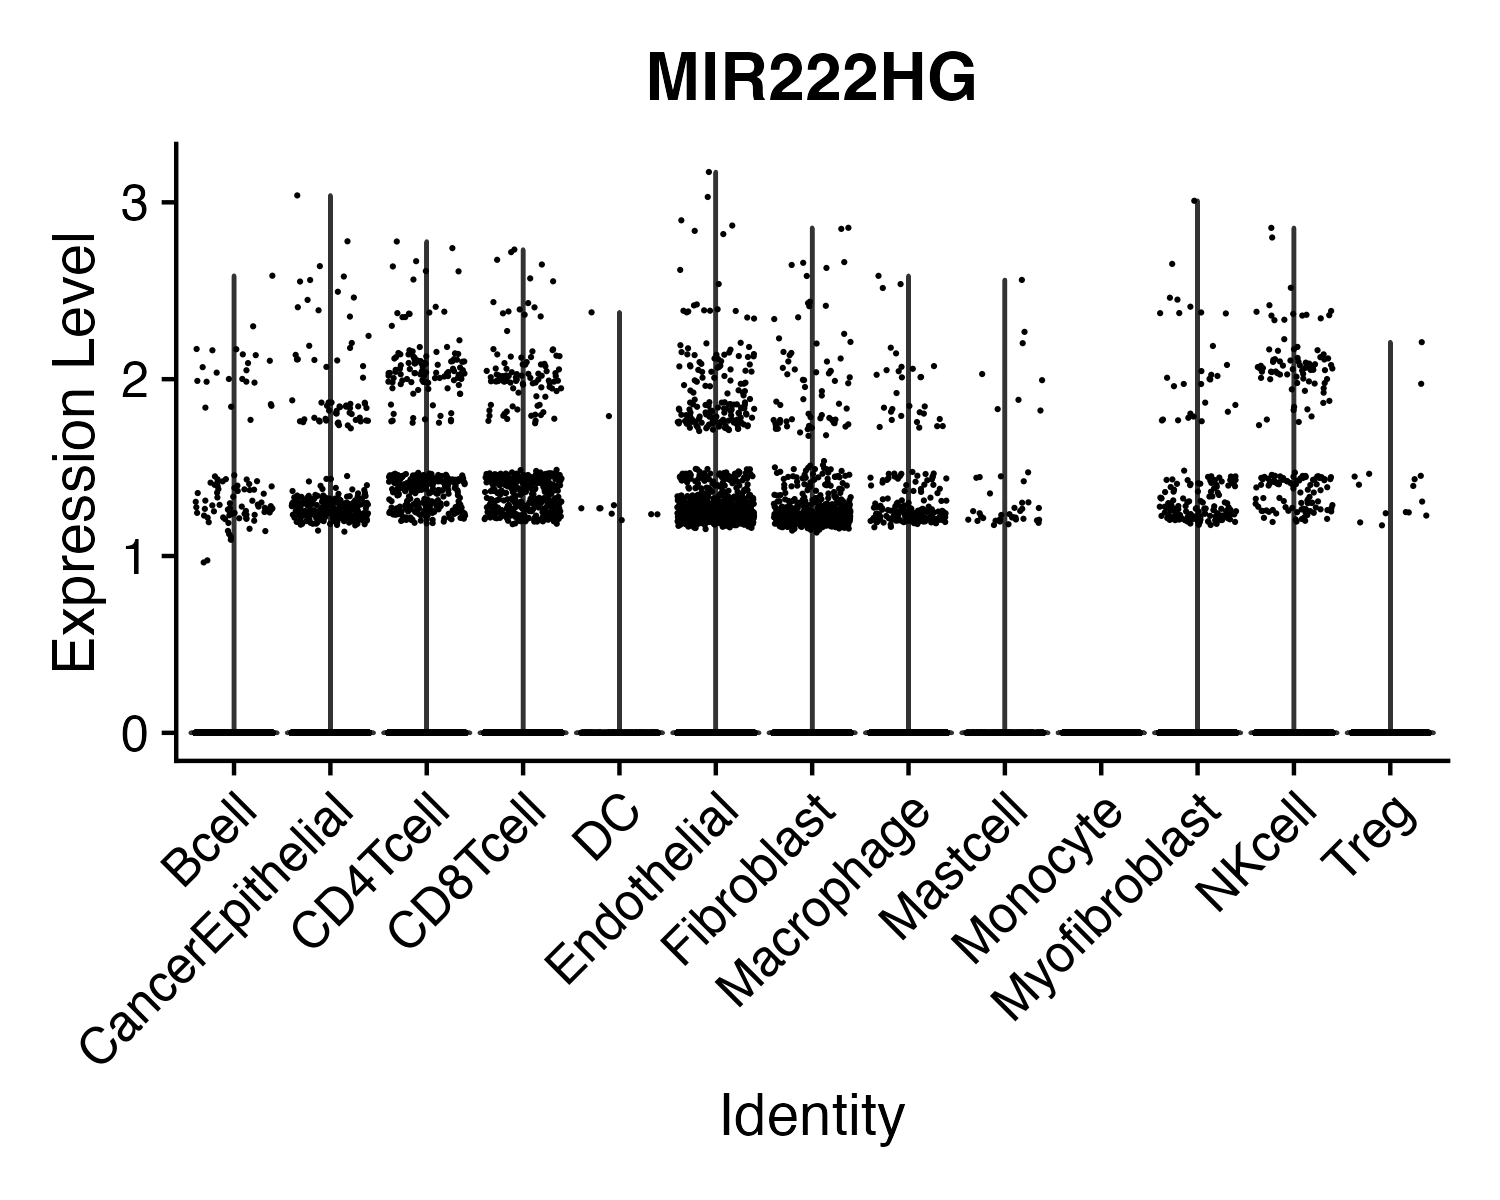 MIR222HG
Expression Level
3
2
1
0
Bcell
CancerEpithelial
CD4Tcell
CD8Tcell
DC
Endothelial
Fibroblast
Macrophage
Mastcell
Monocyte
Myofibroblast
NKcell
Treg
Identity